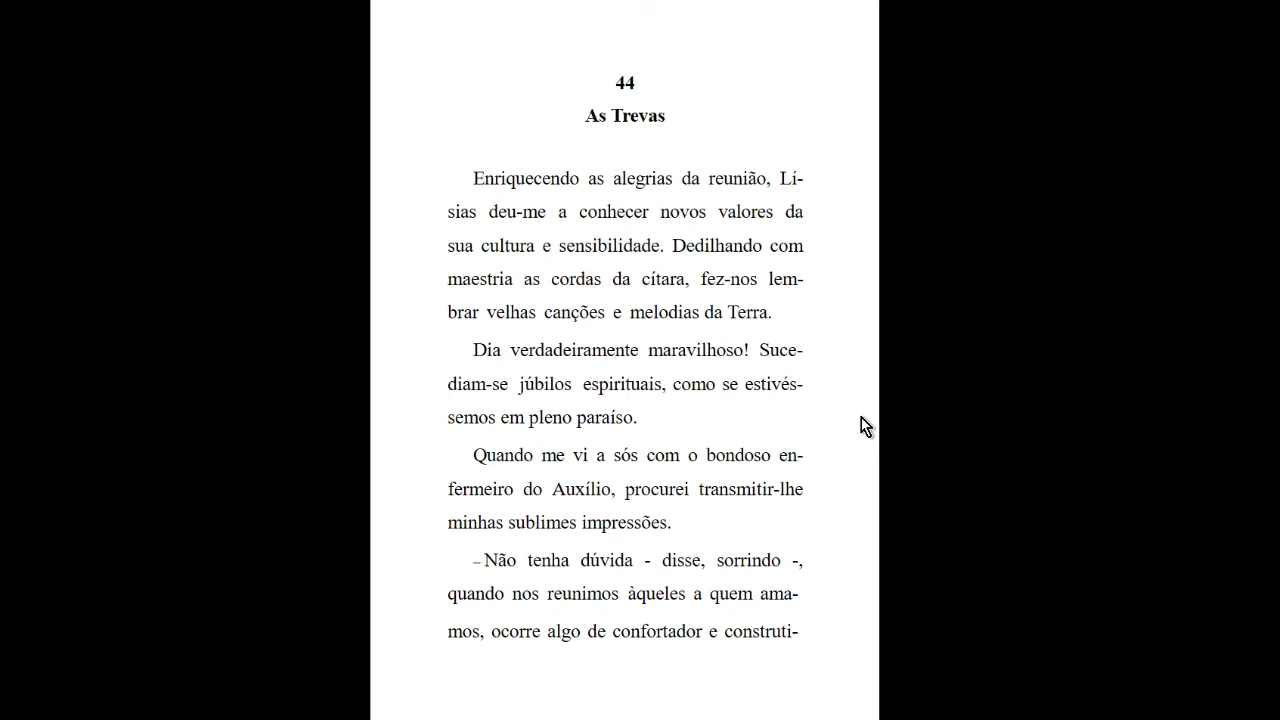 44
As Trevas
Enriquecendo as alegrias da reunião, Lí-
sias deu-me a conhecer novos valores da
sua cultura e sensibilidade. Dedilhando com
maestria as cordas da cítara, fez-nos lem-
brar velhas canções e melodias da Terra.
Dia verdadeiramente maravilhoso! Suce-
diam-se júbilos espirituais, como se estivés-
semos em pleno paraíso.
Quando me vi a sós com o bondoso en-
fermeiro do Auxílio, procurei transmitir-lhe
minhas sublimes impressões.
– Não tenha dúvida - disse, sorrindo -,
quando nos reunimos àqueles a quem ama-
mos, ocorre algo de confortador e construti-